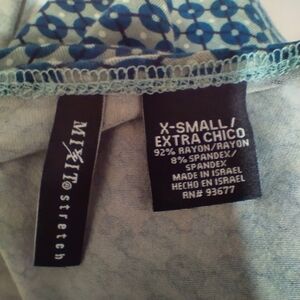 MIXIT® stretch
X-SMALL/
EXTRA CHICO
92% RAYON/RAYON
8% SPANDEX/
SPANDEX
MADE IN ISRAEL
HECHO EN ISRAEL
RN# 93677